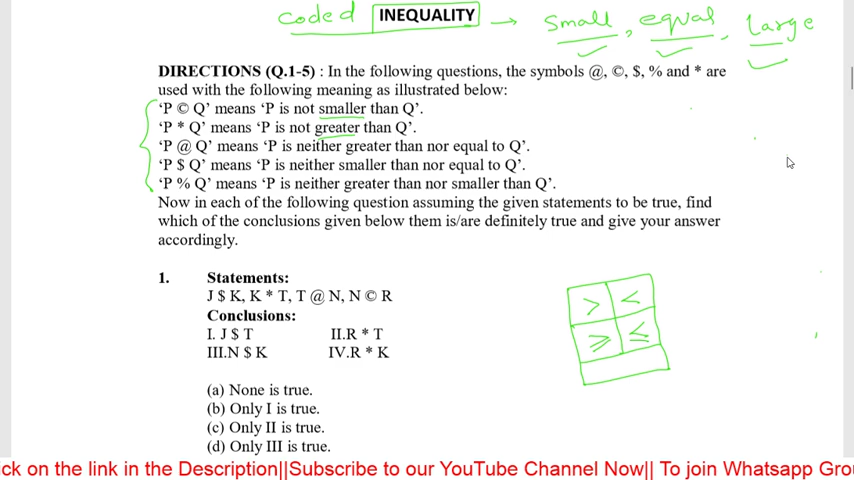 coded INEQUALITY → small, equal, large
DIRECTIONS (Q.1-5) : In the following questions, the symbols @, ©, $, % and * are
used with the following meaning as illustrated below:
‘P © Q’ means ‘P is not smaller than Q’.
‘P * Q’ means ‘P is not greater than Q’.
‘P @ Q’ means ‘P is neither greater than nor equal to Q’.
‘P $ Q’ means ‘P is neither smaller than nor equal to Q’.
‘P % Q’ means ‘P is neither greater than nor smaller than Q’.
Now in each of the following question assuming the given statements to be true, find
which of the conclusions given below them is/are definitely true and give your answer
accordingly.
1. Statements:
J $ K, K * T, T @ N, N © R
Conclusions:
I. J $ T II.R * T
III.N $ K IV.R * K
> <
≥ ≤
(a) None is true.
(b) Only I is true.
(c) Only II is true.
(d) Only III is true.
ck on the link in the Description||Subscribe to our YouTube Channel Now|| To join Whatsapp Gro